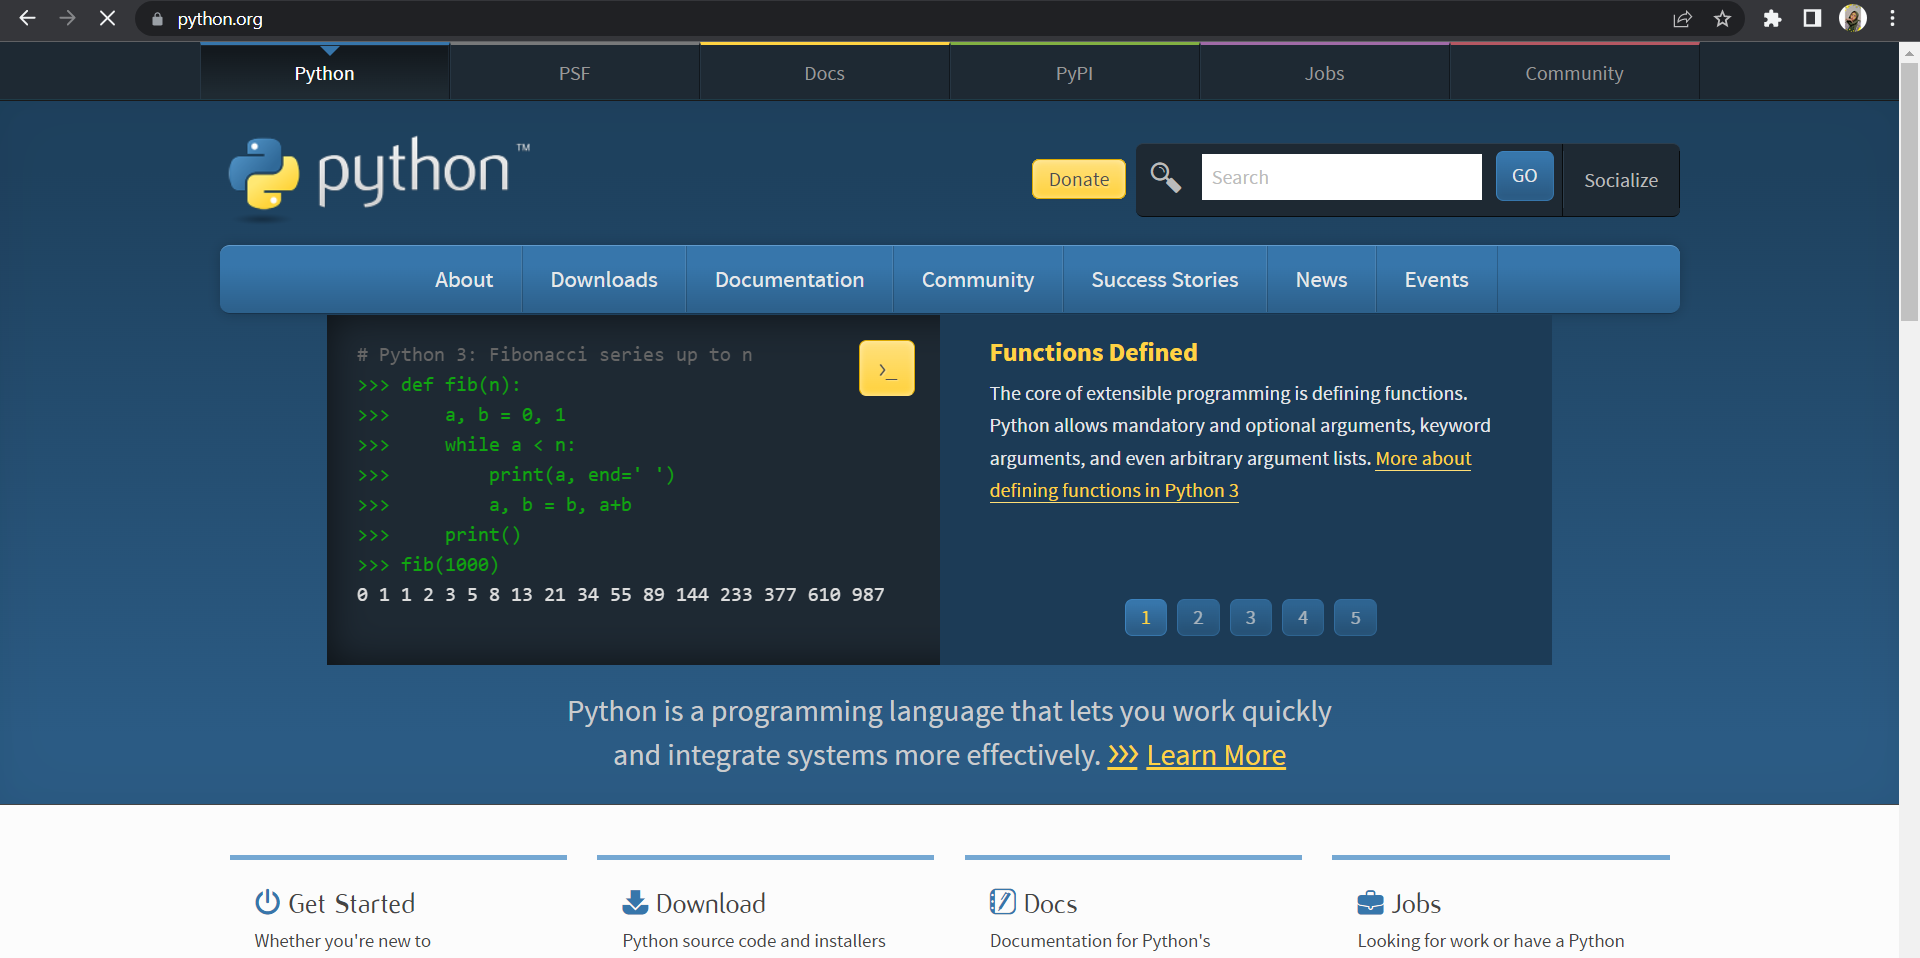 python.org
Python
PSF
Docs
PyPI
Jobs
Community
python™
Donate
Search
GO
Socialize
About
Downloads
Documentation
Community
Success Stories
News
Events
# Python 3: Fibonacci series up to n
>>> def fib(n):
>>>     a, b = 0, 1
>>>     while a < n:
>>>         print(a, end=' ')
>>>         a, b = b, a+b
>>>     print()
>>> fib(1000)
0 1 1 2 3 5 8 13 21 34 55 89 144 233 377 610 987
>_
Functions Defined
The core of extensible programming is defining functions.
Python allows mandatory and optional arguments, keyword
arguments, and even arbitrary argument lists. More about
defining functions in Python 3
1 2 3 4 5
Python is a programming language that lets you work quickly
and integrate systems more effectively. >>> Learn More
Get Started
Whether you're new to
Download
Python source code and installers
Docs
Documentation for Python's
Jobs
Looking for work or have a Python